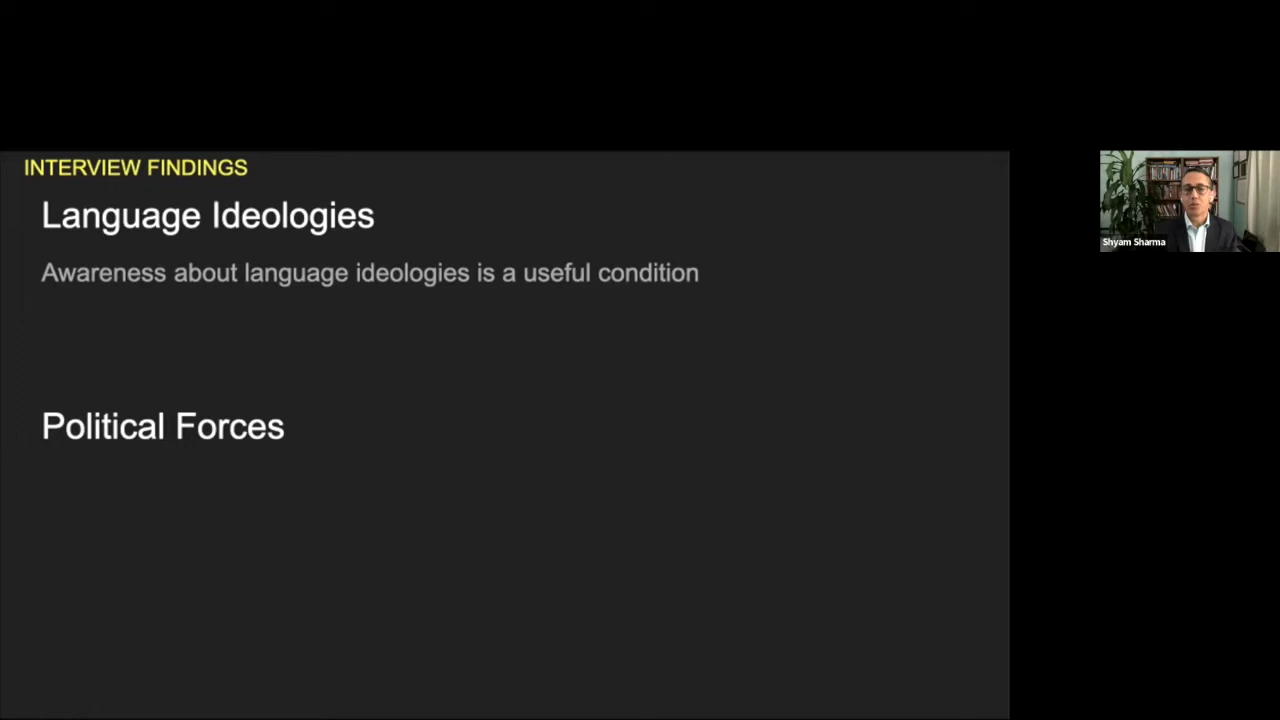 INTERVIEW FINDINGS
Language Ideologies
Awareness about language ideologies is a useful condition
Political Forces
Shyam Sharma